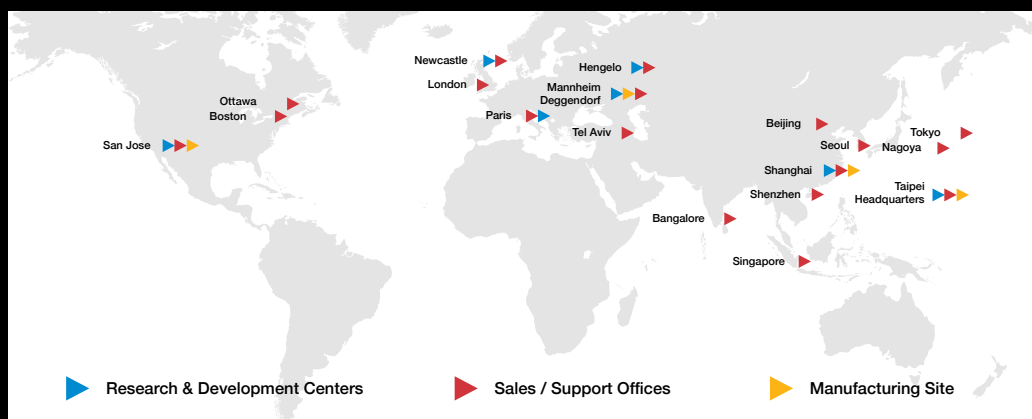 Newcastle
Hengelo
London
Mannheim
Deggendorf
Ottawa
Boston
Paris
Tel Aviv
Beijing
Tokyo
San Jose
Seoul
Nagoya
Shanghai
Taipei
Headquarters
Shenzhen
Bangalore
Singapore
Research & Development Centers
Sales / Support Offices
Manufacturing Site